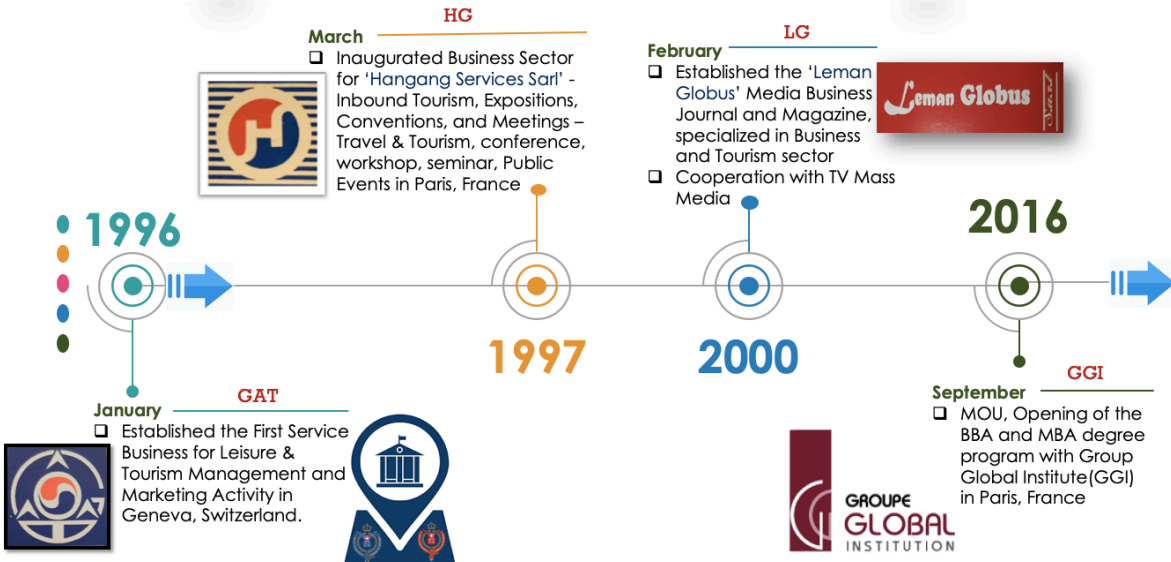 HG
March
Inaugurated Business Sector
for ‘Hangang Services Sarl’ -
Inbound Tourism, Expositions,
Conventions, and Meetings –
Travel & Tourism, conference,
workshop, seminar, Public
Events in Paris, France
H
LG
February
Established the ‘Leman
Globus’ Media Business
Journal and Magazine,
specialized in Business
and Tourism sector
Cooperation with TV Mass
Media
Leman Globus
Sarl
1996
1997
2000
2016
GAT
January
Established the First Service
Business for Leisure &
Tourism Management and
Marketing Activity in
Geneva, Switzerland.
GROUPE
GLOBAL
INSTITUTION
GGI
September
MOU, Opening of the
BBA and MBA degree
program with Group
Global Institute(GGI)
in Paris, France